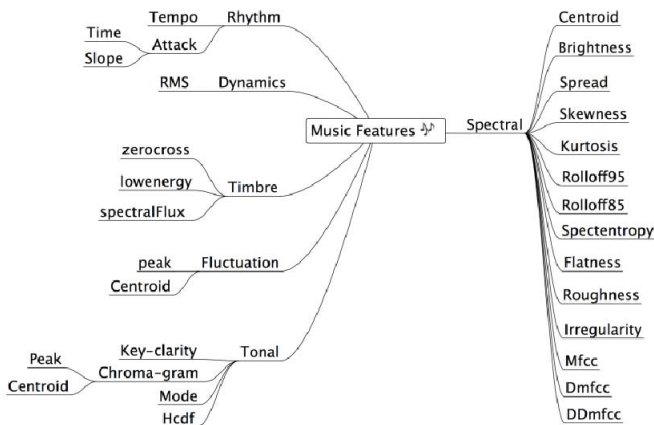 Tempo
Rhythm
Time
Attack
Slope
RMS
Dynamics
zerocross
lowenergy
Timbre
spectralFlux
peak
Fluctuation
Centroid
Key-clarity
Tonal
Peak
Chroma-gram
Centroid
Mode
Hcdf
Music Features
Spectral
Centroid
Brightness
Spread
Skewness
Kurtosis
Rolloff95
Rolloff85
Spectentropy
Flatness
Roughness
Irregularity
Mfcc
Dmfcc
DDmfcc